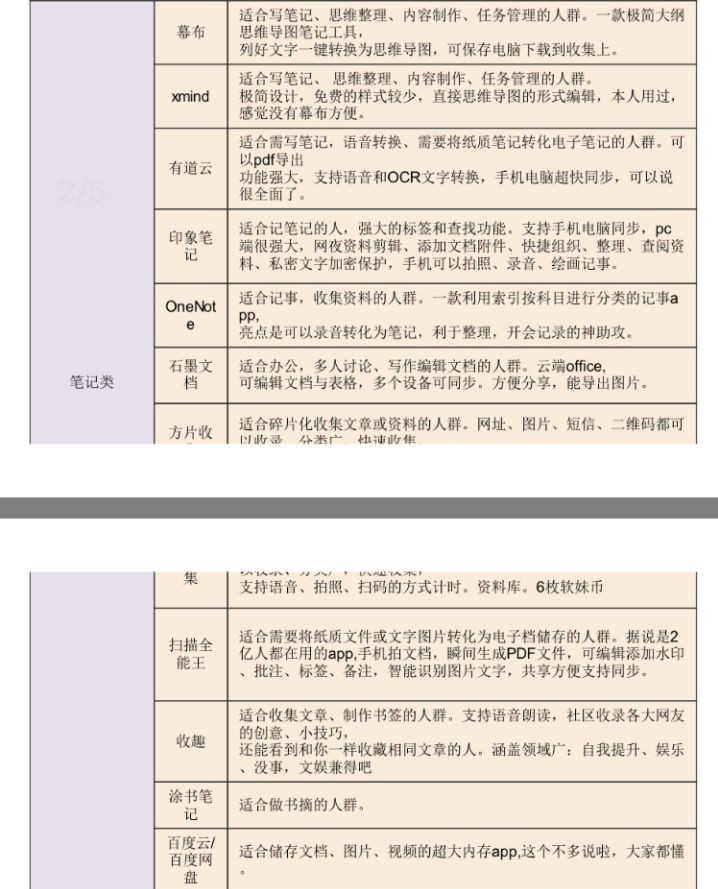 幕布
适合写笔记、思维整理、内容制作、任务管理的人群。一款极简大纲
思维导图笔记工具，
列好文字一键转换为思维导图，可保存电脑下载到收集上。
xmind
适合写笔记、 思维整理、内容制作、任务管理的人群。
极简设计，免费的样式较少，直接思维导图的形式编辑，本人用过，
感觉没有幕布方便。
2/5
有道云
适合需写笔记，语音转换、需要将纸质笔记转化电子笔记的人群。可
以pdf导出
功能强大，支持语音和OCR文字转换，手机电脑超快同步，可以说
很全面了。
印象笔
记
适合记笔记的人，强大的标签和查找功能。支持手机电脑同步，pc
端很强大，网夜资料剪辑、添加文档附件、快捷组织、整理、查阅资
料、私密文字加密保护，手机可以拍照、录音、绘画记事。
OneNot
e
适合记事，收集资料的人群。一款利用索引按科目进行分类的记事a
pp,
亮点是可以录音转化为笔记，利于整理，开会记录的神助攻。
笔记类
石墨文
档
适合办公，多人讨论、写作编辑文档的人群。云端office,
可编辑文档与表格，多个设备可同步。方便分享，能导出图片。
方片收
适合碎片化收集文章或资料的人群。网址、图片、短信、二维码都可
以收录，分类广，快速收集，
集
支持语音、拍照、扫码的方式计时。资料库。6枚软妹币
扫描全
能王
适合需要将纸质文件或文字图片转化为电子档储存的人群。据说是2
亿人都在用的app,手机拍文档，瞬间生成PDF文件，可编辑添加水印
、批注、标签、备注，智能识别图片文字，共享方便支持同步。
收趣
适合收集文章、制作书签的人群。支持语音朗读，社区收录各大网友
的创意、小技巧，
还能看到和你一样收藏相同文章的人。涵盖领域广：自我提升、娱乐
、没事，文娱兼得吧
涂书笔
记
适合做书摘的人群。
百度云/
百度网
盘
适合储存文档、图片、视频的超大内存app,这个不多说啦，大家都懂
。